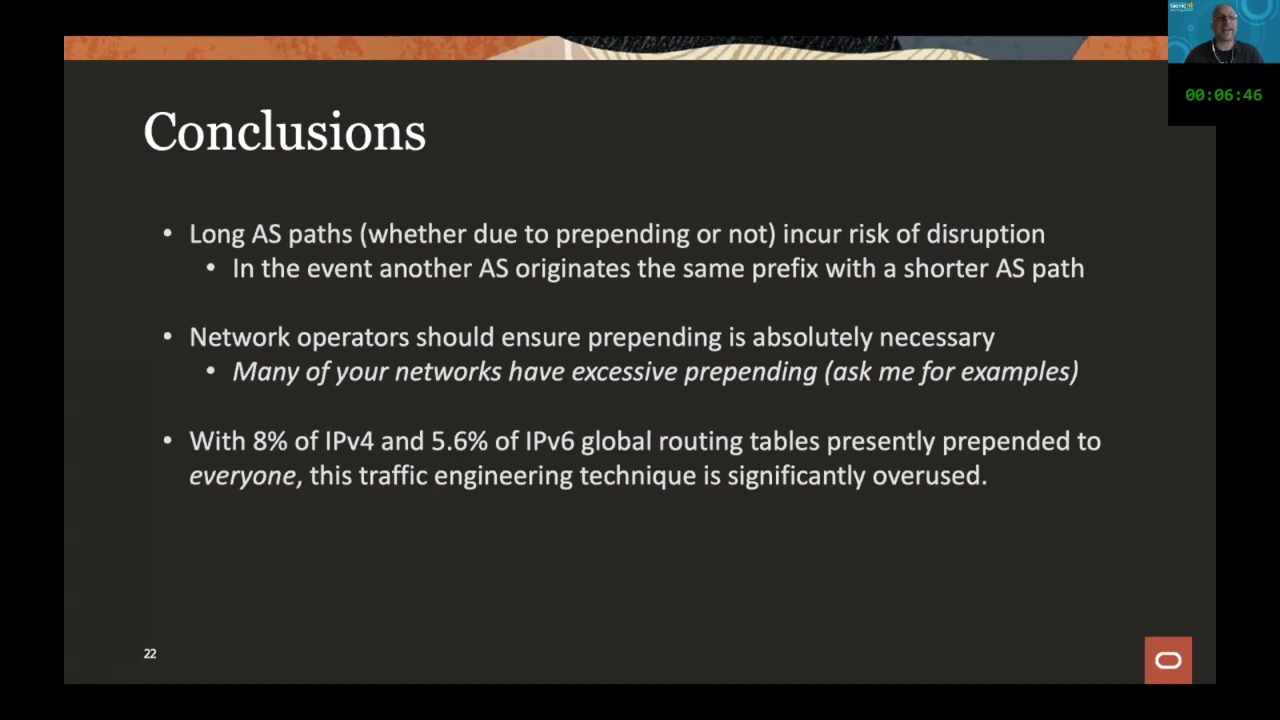 00:06:46
Conclusions
• Long AS paths (whether due to prepending or not) incur risk of disruption
• In the event another AS originates the same prefix with a shorter AS path
• Network operators should ensure prepending is absolutely necessary
• Many of your networks have excessive prepending (ask me for examples)
• With 8% of IPv4 and 5.6% of IPv6 global routing tables presently prepended to
everyone, this traffic engineering technique is significantly overused.
22